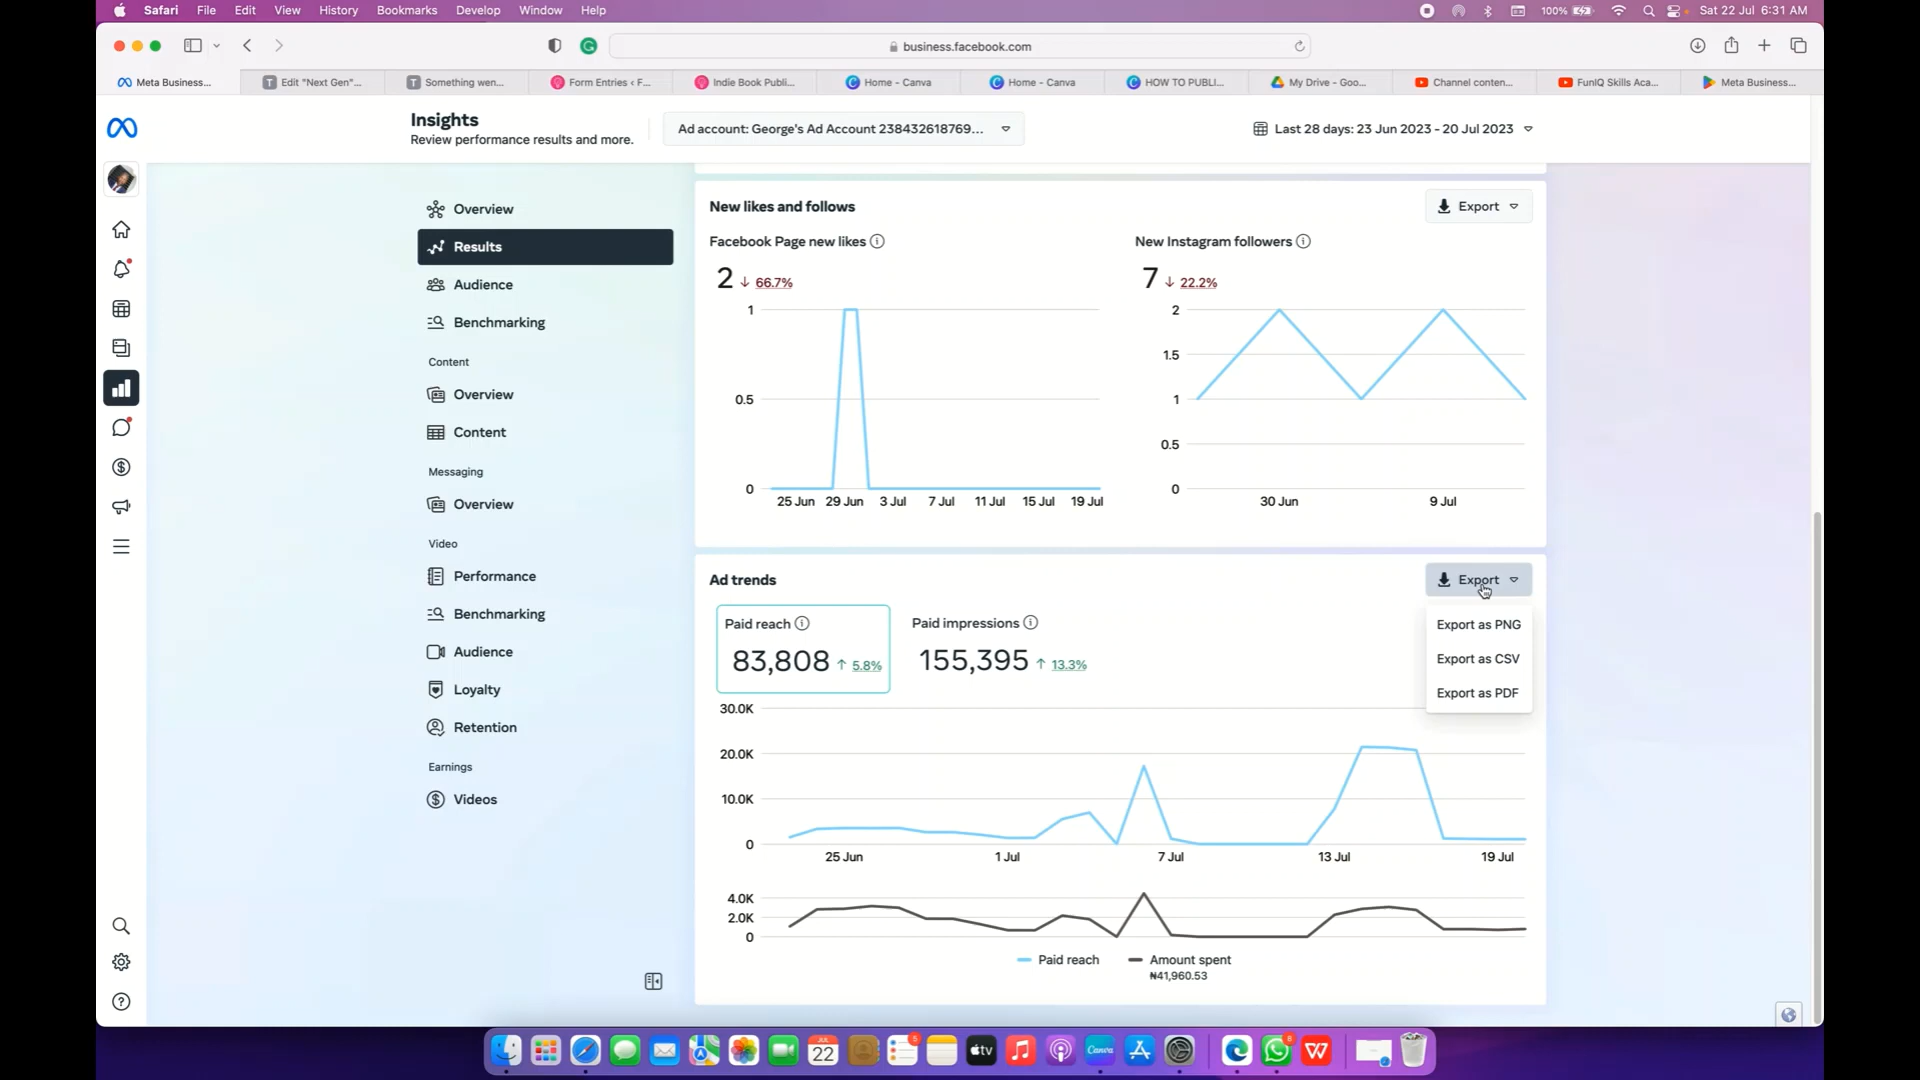 Safari File Edit View History Bookmarks Develop Window Help 100% Sat 22 Jul 6:31 AM
business.facebook.com
Meta Business... Edit "Next Gen"... Something wen... Form Entries ‹ F... Indie Book Publi... Home - Canva Home - Canva HOW TO PUBLI... My Drive - Goo... Channel conten... FunIQ Skills Aca... Meta Business...
Insights
Review performance results and more.
Ad account: George's Ad Account 238432618769...
Last 28 days: 23 Jun 2023 - 20 Jul 2023
Overview
Results
Audience
Benchmarking
Content
Overview
Content
Messaging
Overview
Video
Performance
Benchmarking
Audience
Loyalty
Retention
Earnings
Videos
New likes and follows
Export
Facebook Page new likes
2 ↓ 66.7%
1
0.5
0
25 Jun 29 Jun 3 Jul 7 Jul 11 Jul 15 Jul 19 Jul
New Instagram followers
7 ↓ 22.2%
2
1.5
1
0.5
0
30 Jun 9 Jul
Ad trends
Export
Export as PNG
Export as CSV
Export as PDF
Paid reach
83,808 ↑ 5.8%
Paid impressions
155,395 ↑ 13.3%
30.0K
20.0K
10.0K
0
25 Jun 1 Jul 7 Jul 13 Jul 19 Jul
4.0K
2.0K
0
Paid reach Amount spent
₦41,960.53
JUL
22
5
tv
Canva
8
W